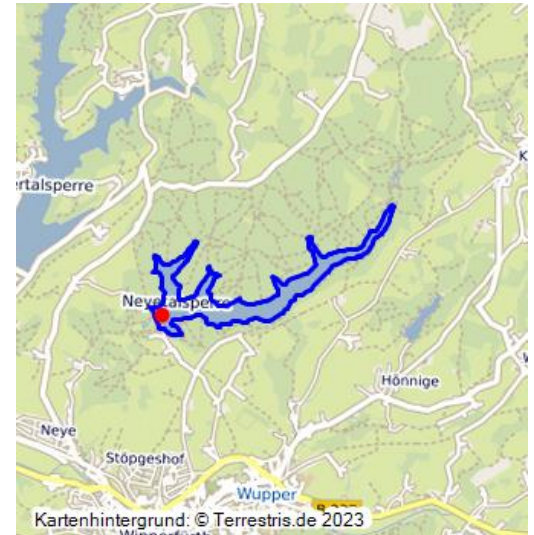 ertalsperre
K
Neyetalsperre
Hönnige
Neye
Stöpgeshof
Wupper
Kartenhintergrund: © Terrestris.de 2023